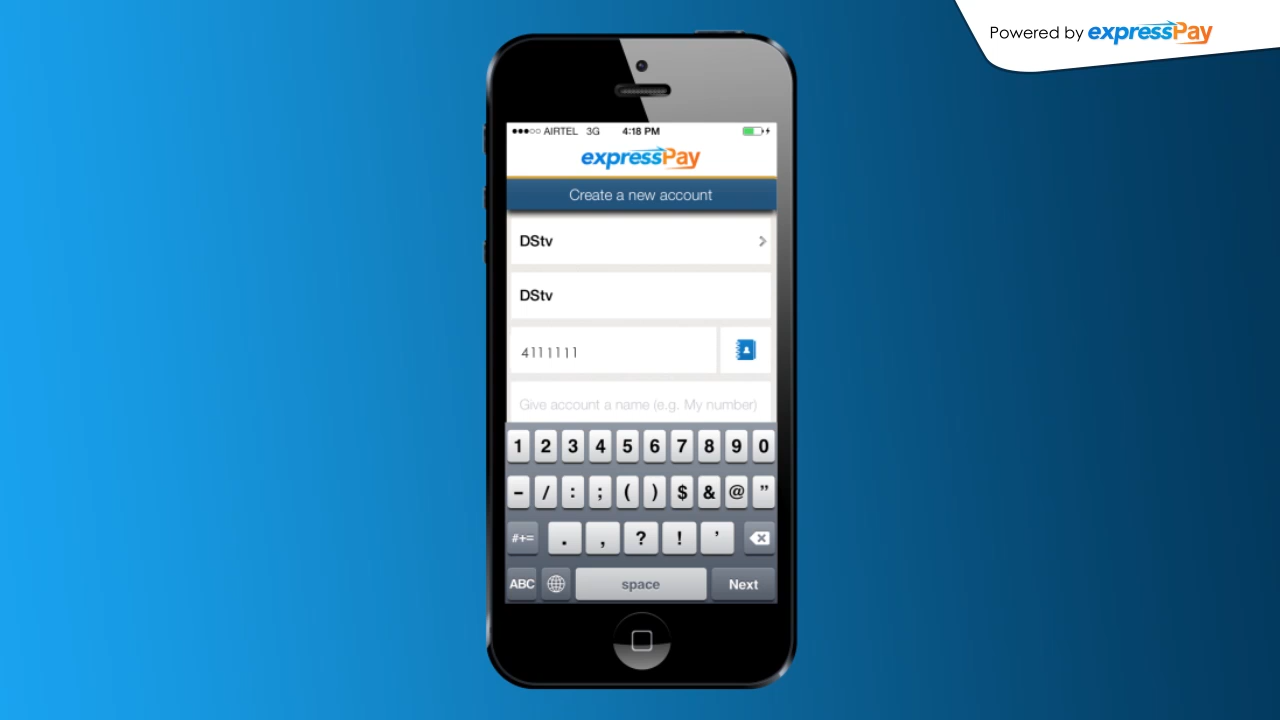 Powered by expressPay
AIRTEL 3G 4:18 PM
expressPay
Create a new account
DStv
DStv
4111111
Give account a name (e.g. My number)
1 2 3 4 5 6 7 8 9 0
- / : ; ( ) $ & @ "
#+= . , ? ! '
ABC space Next